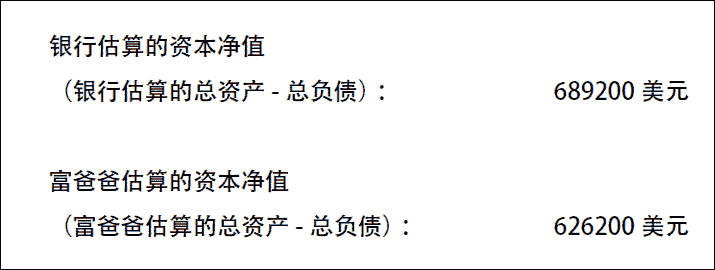 银行估算的资本净值
（银行估算的总资产 - 总负债）： 689200 美元
富爸爸估算的资本净值
（富爸爸估算的总资产 - 总负债）： 626200 美元